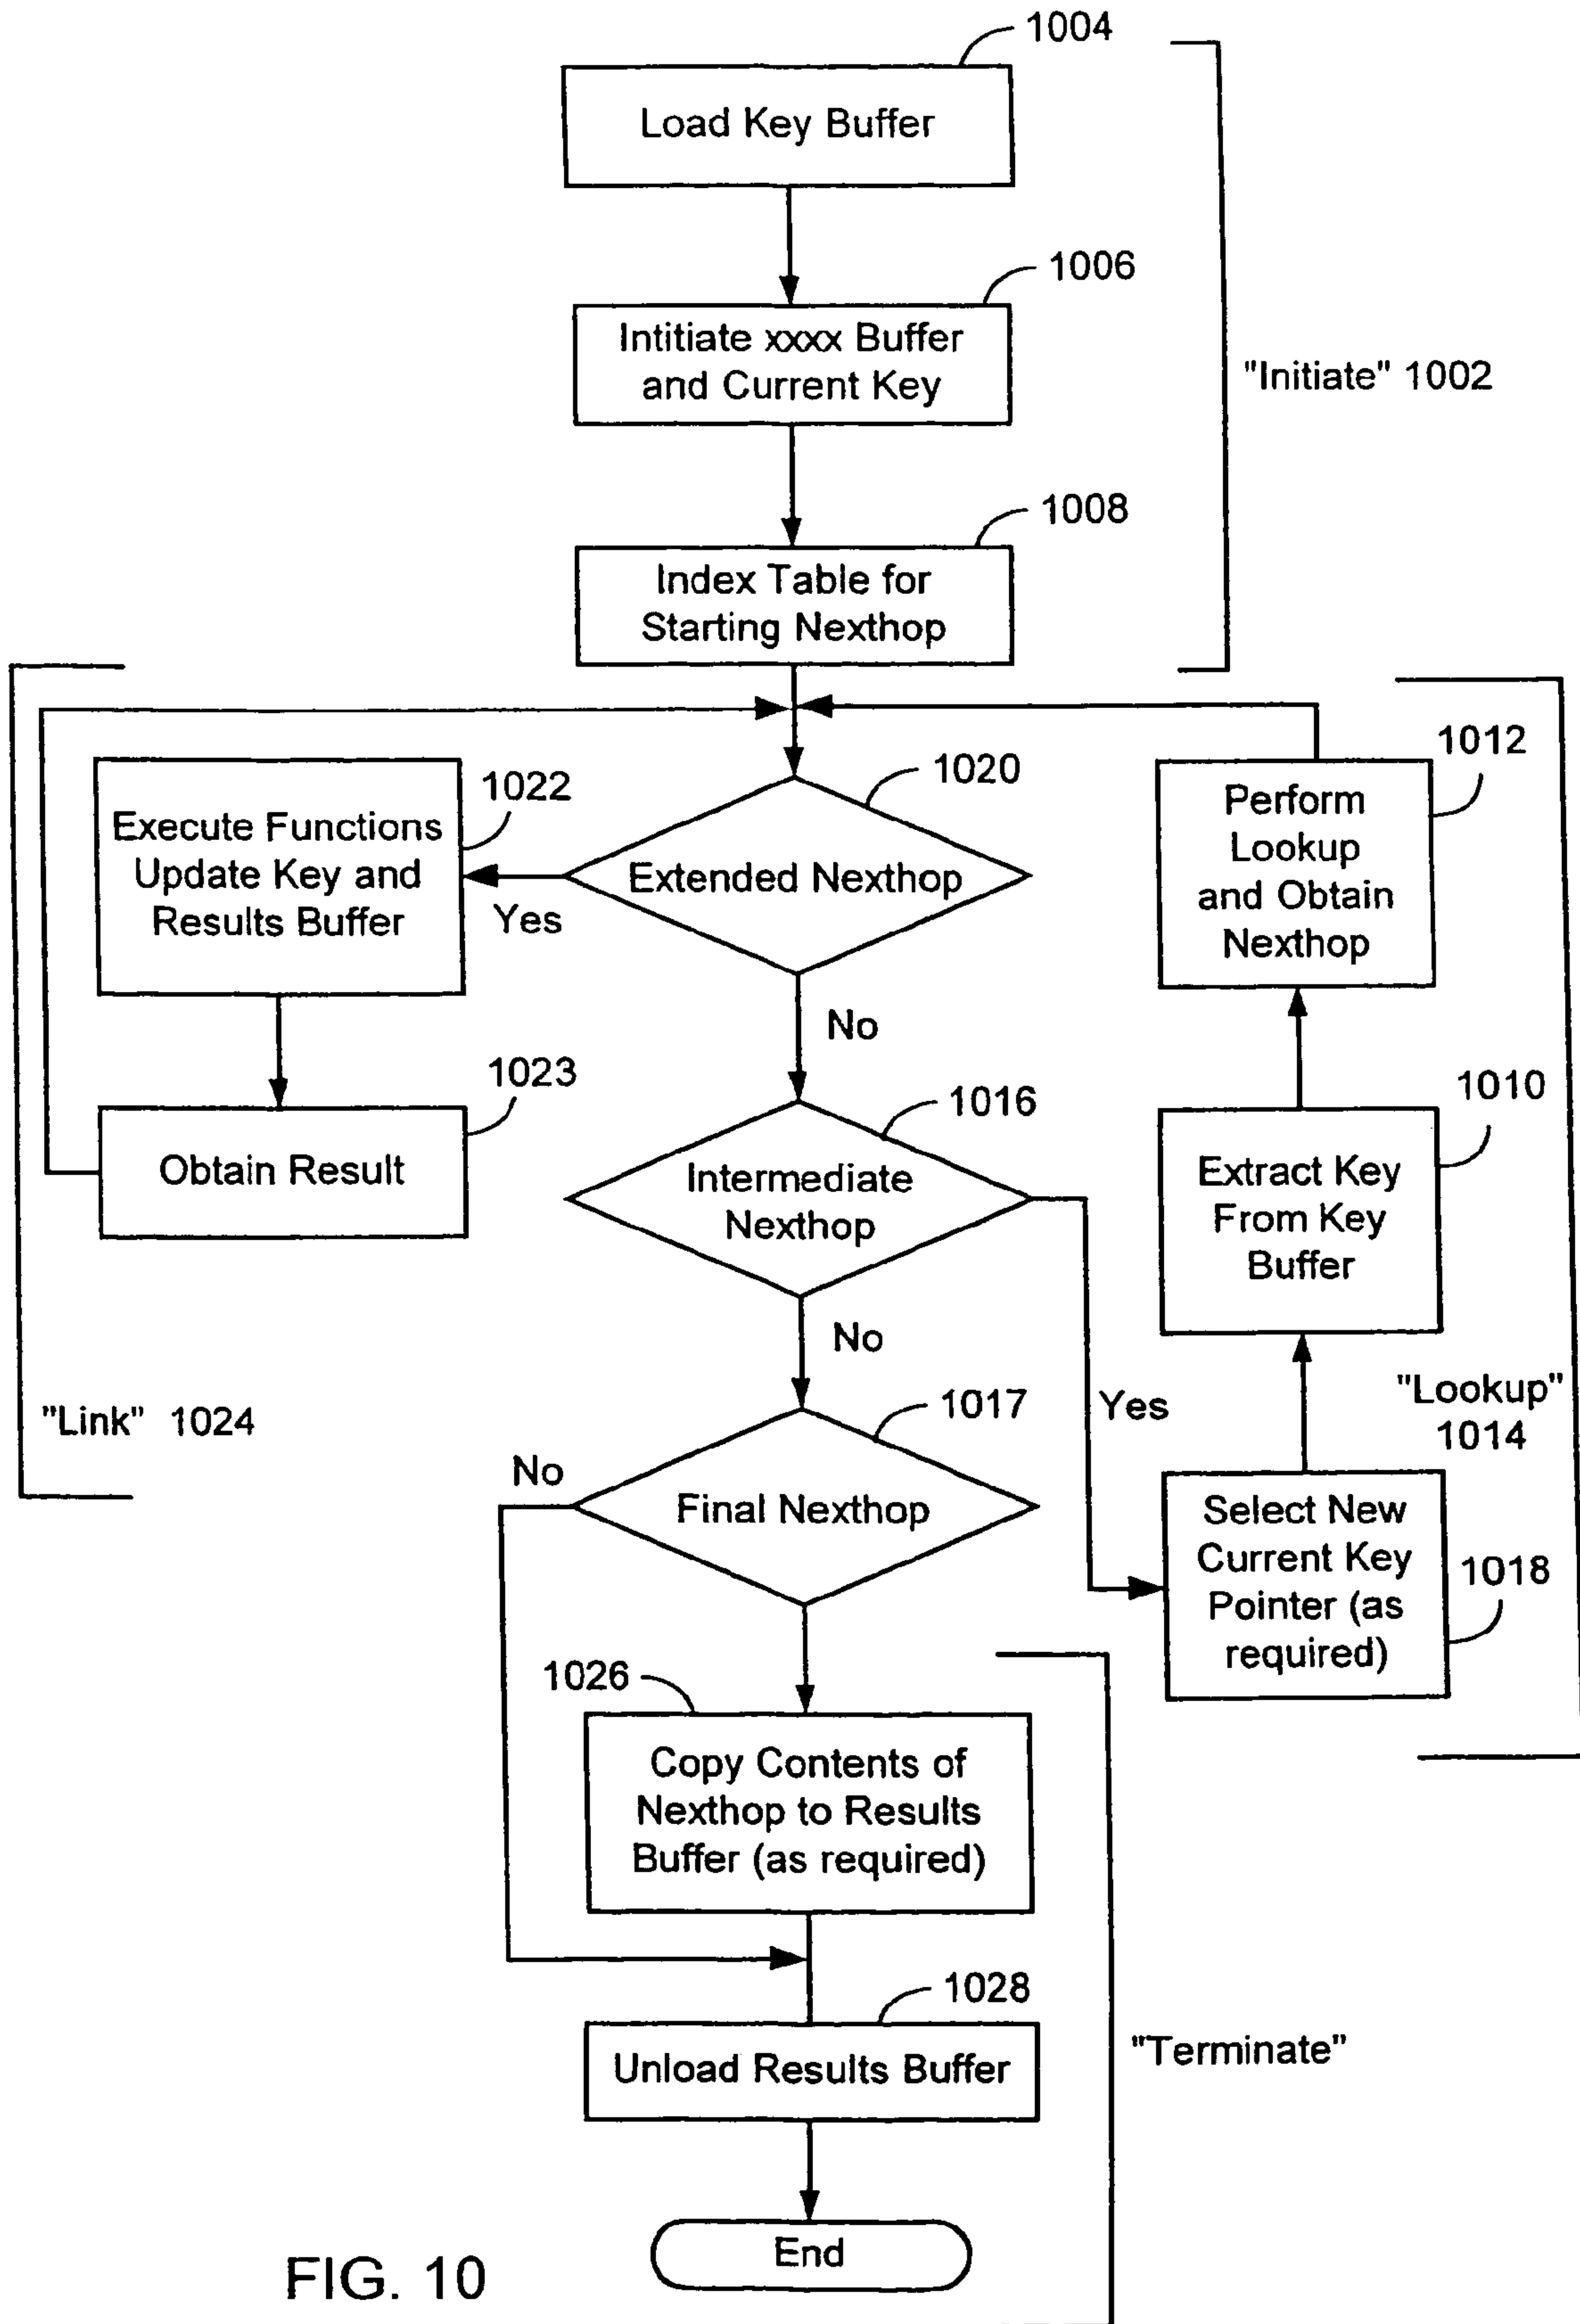 1004
Load Key Buffer
1006
Intitiate xxxx Buffer
and Current Key
"Initiate" 1002
1008
Index Table for
Starting Nexthop
1012
1020
1022
Perform
Lookup
and Obtain
Nexthop
Execute Functions
Update Key and
Results Buffer
Extended Nexthop
Yes
No
1023
1010
1016
Obtain Result
Intermediate
Nexthop
Extract Key
From Key
Buffer
No
1017
Yes
"Lookup"
1014
"Link" 1024
No
Final Nexthop
Select New
Current Key
Pointer (as
required)
1018
1026
Copy Contents of
Nexthop to Results
Buffer (as required)
1028
"Terminate"
Unload Results Buffer
End
FIG. 10